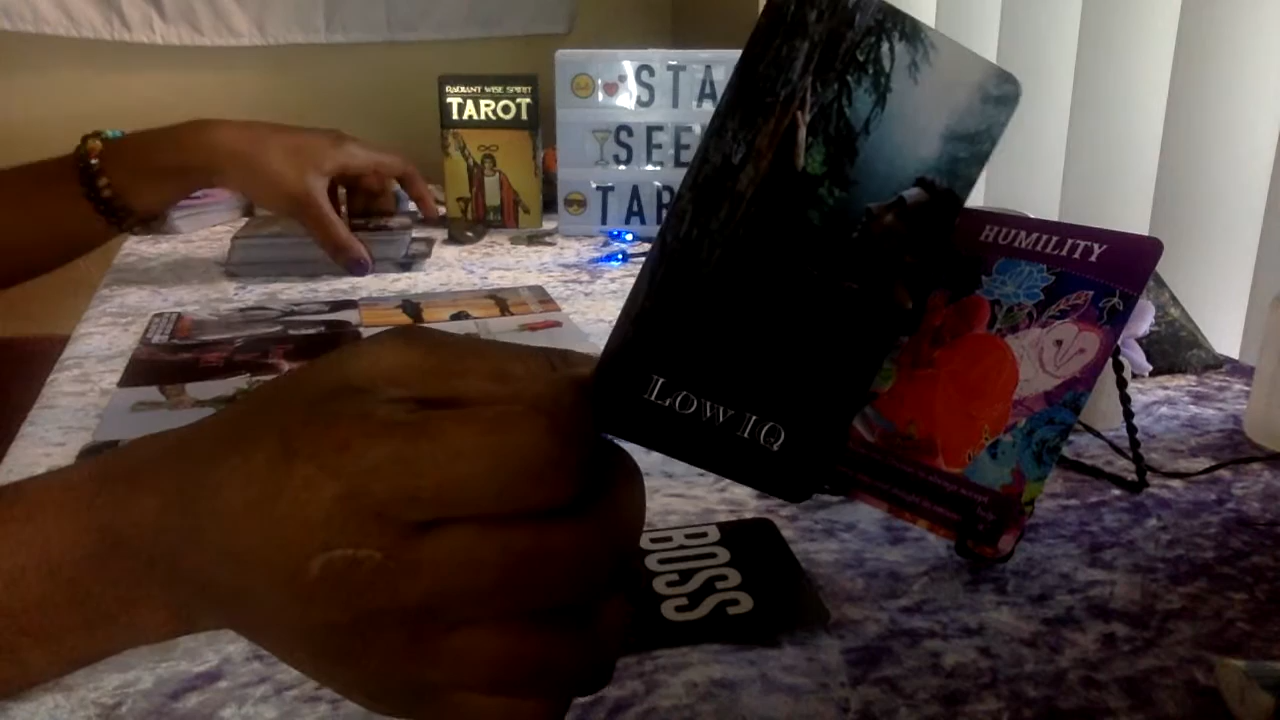 RADIANT WISE SPIRIT
TAROT
STA
SEE
TAR
HUMILITY
LOW IQ
BOSS